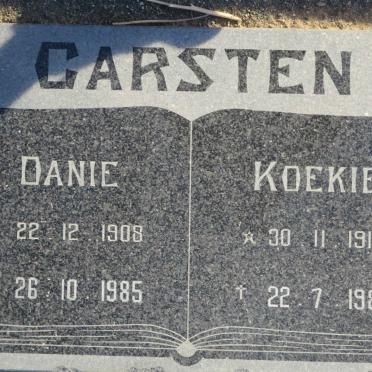 CARSTEN
DANIE
22 12 1908
26 10 1985
KOEKIE
☆ 30 11 191
† 22 7 198